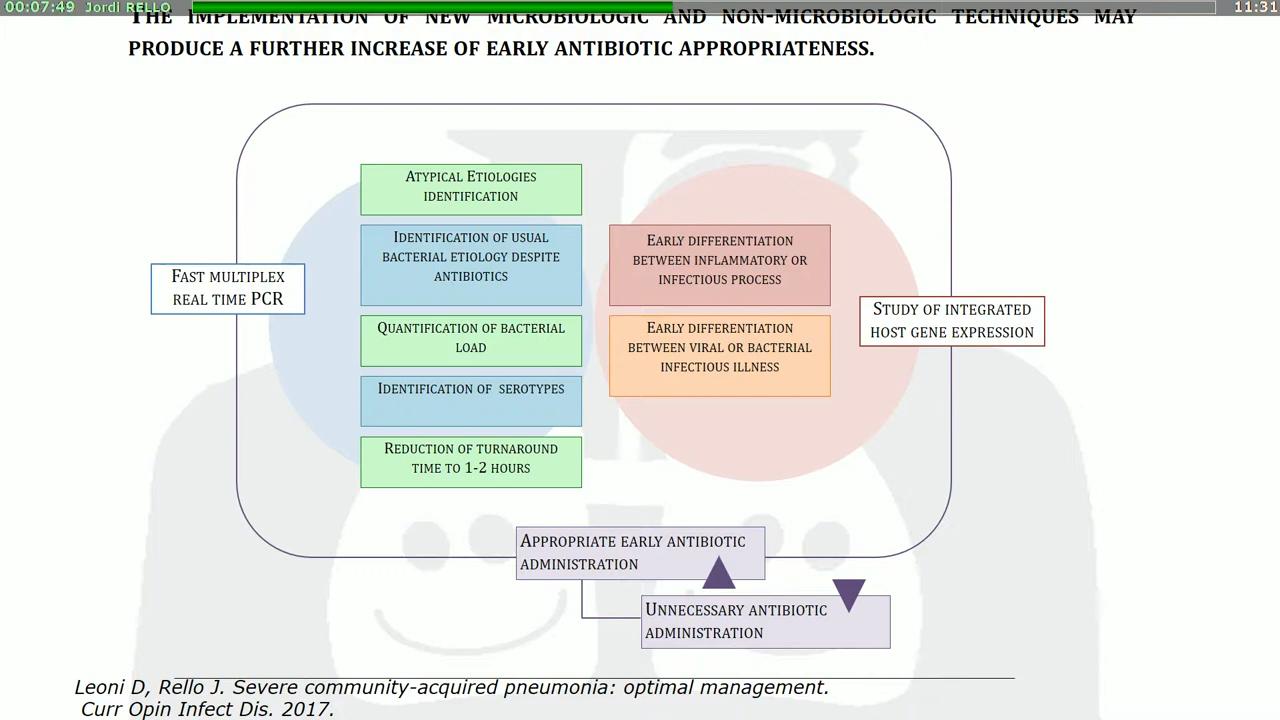 00:07:49 Jordi RELLO
11:31
THE IMPLEMENTATION OF NEW MICROBIOLOGIC AND NON-MICROBIOLOGIC TECHNIQUES MAY
PRODUCE A FURTHER INCREASE OF EARLY ANTIBIOTIC APPROPRIATENESS.
ATYPICAL ETIOLOGIES
IDENTIFICATION
IDENTIFICATION OF USUAL
BACTERIAL ETIOLOGY DESPITE
ANTIBIOTICS
QUANTIFICATION OF BACTERIAL
LOAD
IDENTIFICATION OF SEROTYPES
REDUCTION OF TURNAROUND
TIME TO 1-2 HOURS
FAST MULTIPLEX
REAL TIME PCR
EARLY DIFFERENTIATION
BETWEEN INFLAMMATORY OR
INFECTIOUS PROCESS
EARLY DIFFERENTIATION
BETWEEN VIRAL OR BACTERIAL
INFECTIOUS ILLNESS
STUDY OF INTEGRATED
HOST GENE EXPRESSION
APPROPRIATE EARLY ANTIBIOTIC
ADMINISTRATION
UNNECESSARY ANTIBIOTIC
ADMINISTRATION
Leoni D, Rello J. Severe community-acquired pneumonia: optimal management.
Curr Opin Infect Dis. 2017.